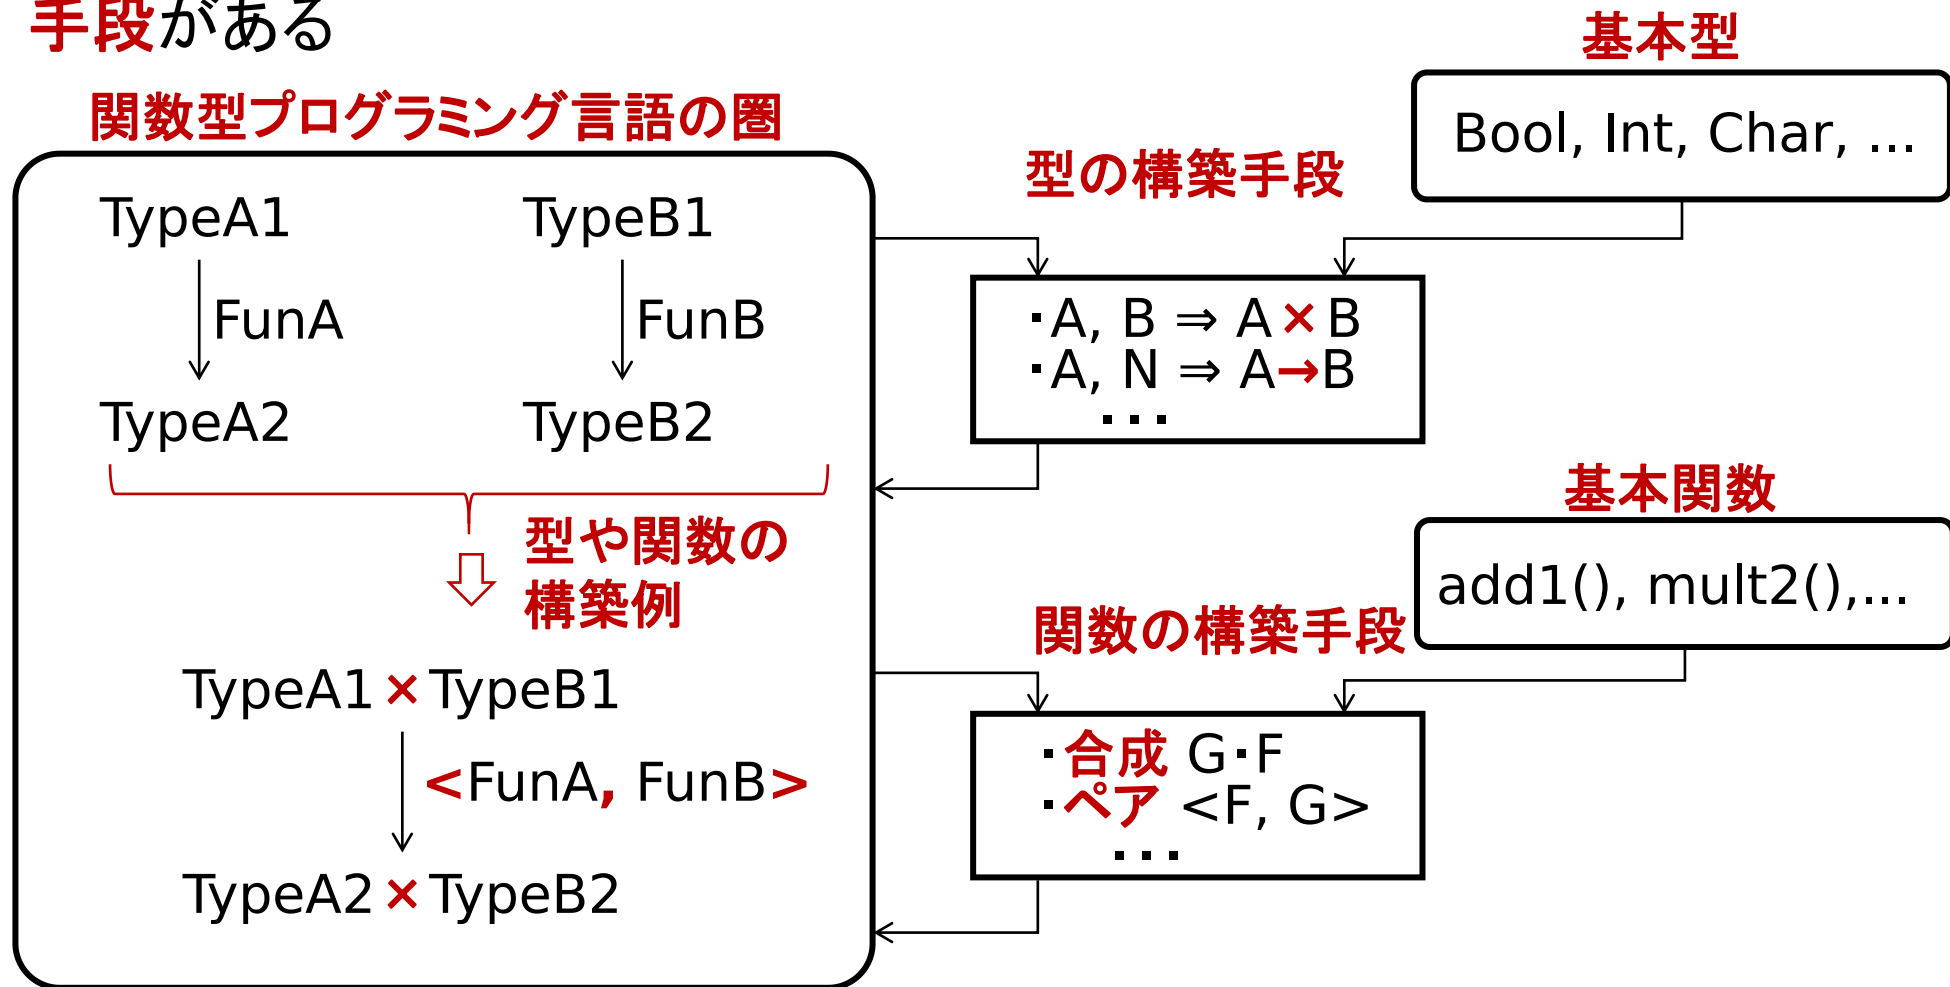 手段がある
関数型プログラミング言語の圏
TypeA1
TypeB1
FunA
FunB
TypeA2
TypeB2
型や関数の
構築例
TypeA1×TypeB1
<FunA, FunB>
TypeA2×TypeB2
基本型
Bool, Int, Char, …
型の構築手段
・A, B ⇒ A×B
・A, N ⇒ A→B
・・・
基本関数
add1(), mult2(),...
関数の構築手段
・合成 G・F
・ペア <F, G>
・・・